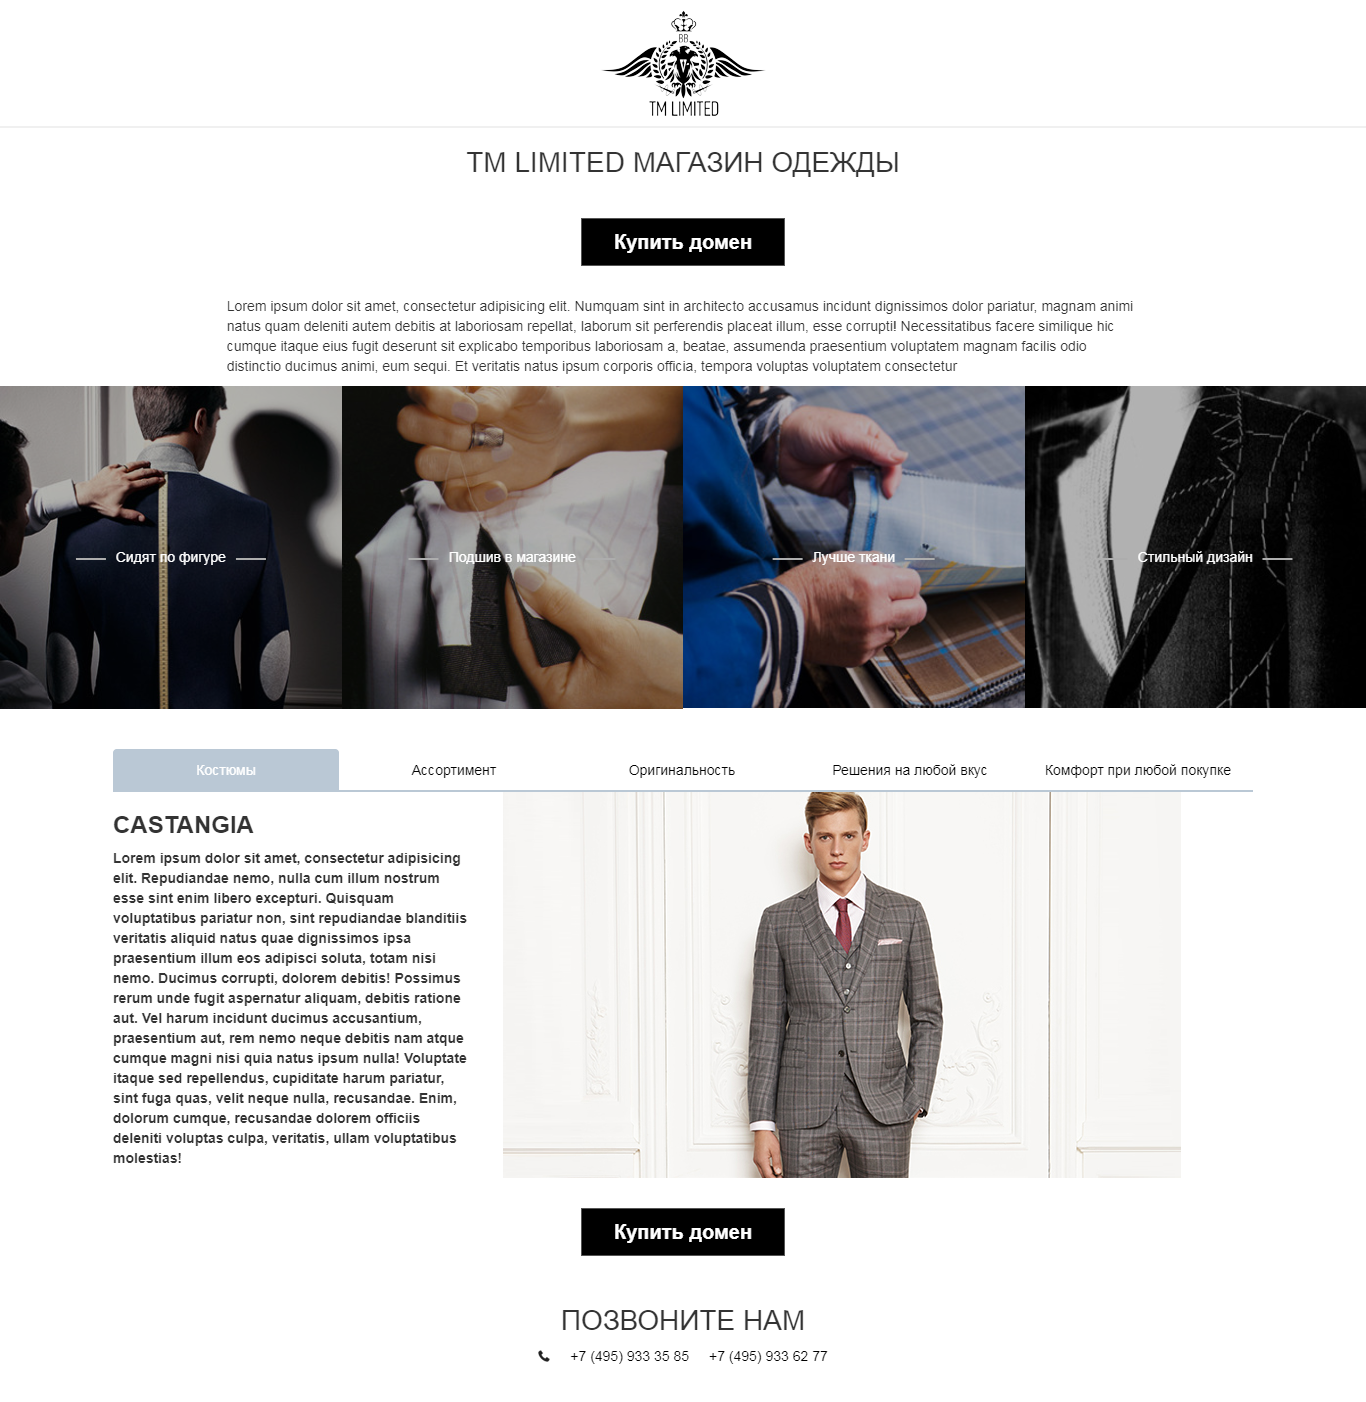 BB
TM LIMITED
TM LIMITED МАГАЗИН ОДЕЖДЫ
Купить домен
Lorem ipsum dolor sit amet, consectetur adipisicing elit. Numquam sint in architecto accusamus incidunt dignissimos dolor pariatur, magnam animi
natus quam deleniti autem debitis at laboriosam repellat, laborum sit perferendis placeat illum, esse corrupti! Necessitatibus facere similique hic
cumque itaque eius fugit deserunt sit explicabo temporibus laboriosam a, beatae, assumenda praesentium voluptatem magnam facilis odio
distinctio ducimus animi, eum sequi. Et veritatis natus ipsum corporis officia, tempora voluptas voluptatem consectetur
Сидят по фигуре
Подшив в магазине
Лучше ткани
Стильный дизайн
Костюмы
Ассортимент
Оригинальность
Решения на любой вкус
Комфорт при любой покупке
CASTANGIA
Lorem ipsum dolor sit amet, consectetur adipisicing
elit. Repudiandae nemo, nulla cum illum nostrum
esse sint enim libero excepturi. Quisquam
voluptatibus pariatur non, sint repudiandae blanditiis
veritatis aliquid natus quae dignissimos ipsa
praesentium illum eos adipisci soluta, totam nisi
nemo. Ducimus corrupti, dolorem debitis! Possimus
rerum unde fugit aspernatur aliquam, debitis ratione
aut. Vel harum incidunt ducimus accusantium,
praesentium aut, rem nemo neque debitis nam atque
cumque magni nisi quia natus ipsum nulla! Voluptate
itaque sed repellendus, cupiditate harum pariatur,
sint fuga quas, velit neque nulla, recusandae. Enim,
dolorum cumque, recusandae dolorem officiis
deleniti voluptas culpa, veritatis, ullam voluptatibus
molestias!
Купить домен
ПОЗВОНИТЕ НАМ
+7 (495) 933 35 85 +7 (495) 933 62 77